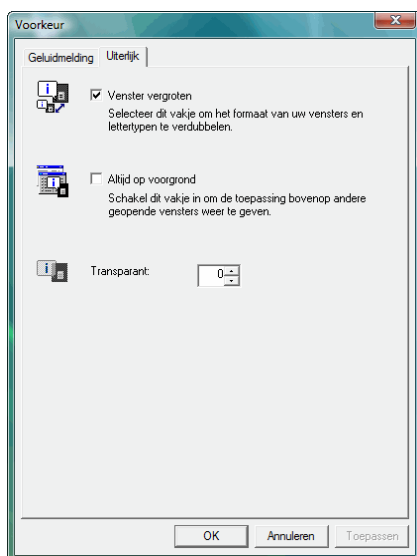 Voorkeur
Geluidmelding Uiterlijk
Venster vergroten
Selecteer dit vakje om het formaat van uw vensters en
lettertypen te verdubbelen.
Altijd op voorgrond
Schakel dit vakje in om de toepassing bovenop andere
geopende vensters weer te geven.
Transparant: 0
OK Annuleren Toepassen